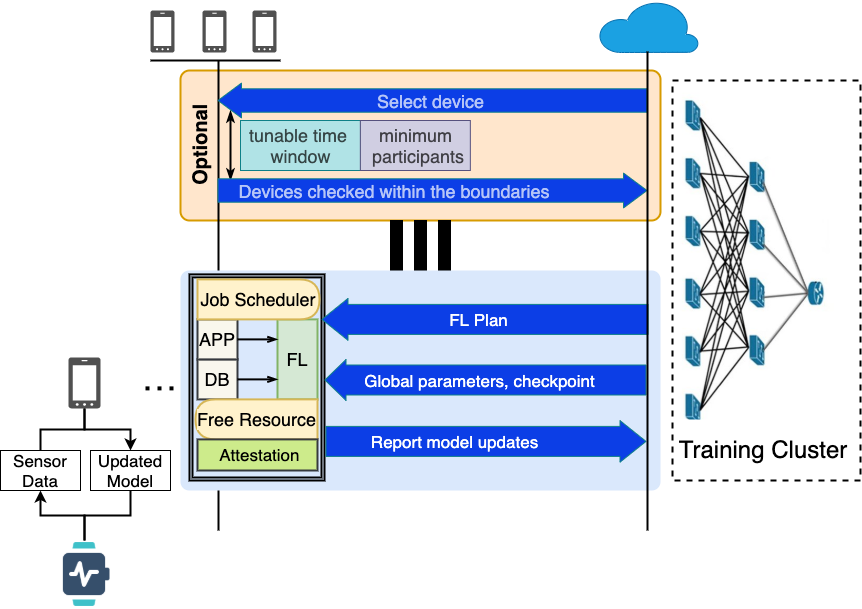 Optional
Select device
tunable time
window
minimum
participants
Devices checked within the boundaries
Job Scheduler
APP
DB
FL
Free Resource
Attestation
FL Plan
Global parameters, checkpoint
Report model updates
Training Cluster
Sensor
Data
Updated
Model